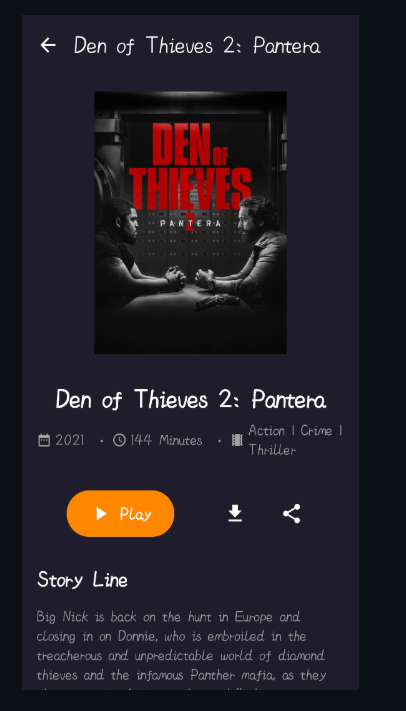 Den of Thieves 2: Pantera
DEN OF
THIEVES
2
PANTERA
Den of Thieves 2: Pantera
2021 • 144 Minutes • Action | Crime |
Thriller
Play
Story Line
Big Nick is back on the hunt in Europe and
closing in on Donnie, who is embroiled in the
treacherous and unpredictable world of diamond
thieves and the infamous Panther mafia, as they